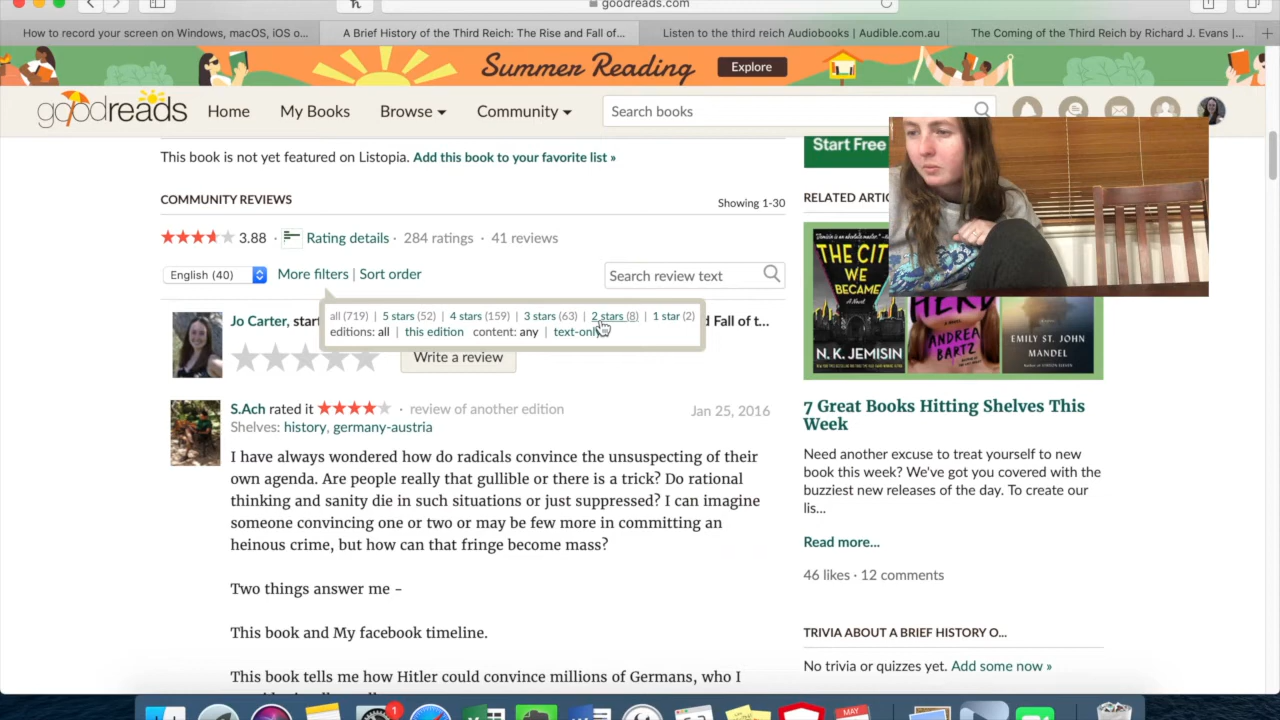 goodreads.com
How to record your screen on Windows, macOS, iOS o...
A Brief History of the Third Reich: The Rise and Fall of...
Listen to the third reich Audiobooks | Audible.com.au
The Coming of the Third Reich by Richard J. Evans |...
Summer Reading
Explore
goodreads
Home
My Books
Browse
Community
Search books
This book is not yet featured on Listopia. Add this book to your favorite list »
Start Free
COMMUNITY REVIEWS
Showing 1-30
RELATED ARTIC
3.88 · Rating details · 284 ratings · 41 reviews
English (40)
More filters | Sort order
Search review text
all (719) | 5 stars (52) | 4 stars (159) | 3 stars (63) | 2 stars (8) | 1 star (2)
editions: all | this edition content: any | text-only
Jo Carter, start
d Fall of t...
Write a review
THE CITY
WE
BECAME
A Novel
N. K. JEMISIN
HERD
ANDREA
BARTZ
EMILY ST. JOHN
MANDEL
S.Ach rated it
· review of another edition
Jan 25, 2016
Shelves: history, germany-austria
I have always wondered how do radicals convince the unsuspecting of their
own agenda. Are people really that gullible or there is a trick? Do rational
thinking and sanity die in such situations or just suppressed? I can imagine
someone convincing one or two or may be few more in committing an
heinous crime, but how can that fringe become mass?
Two things answer me -
This book and My facebook timeline.
This book tells me how Hitler could convince millions of Germans, who I
7 Great Books Hitting Shelves This
Week
Need another excuse to treat yourself to new
book this week? We've got you covered with the
buzziest new releases of the day. To create our
lis...
Read more...
46 likes · 12 comments
TRIVIA ABOUT A BRIEF HISTORY O...
No trivia or quizzes yet. Add some now »
1
MAY